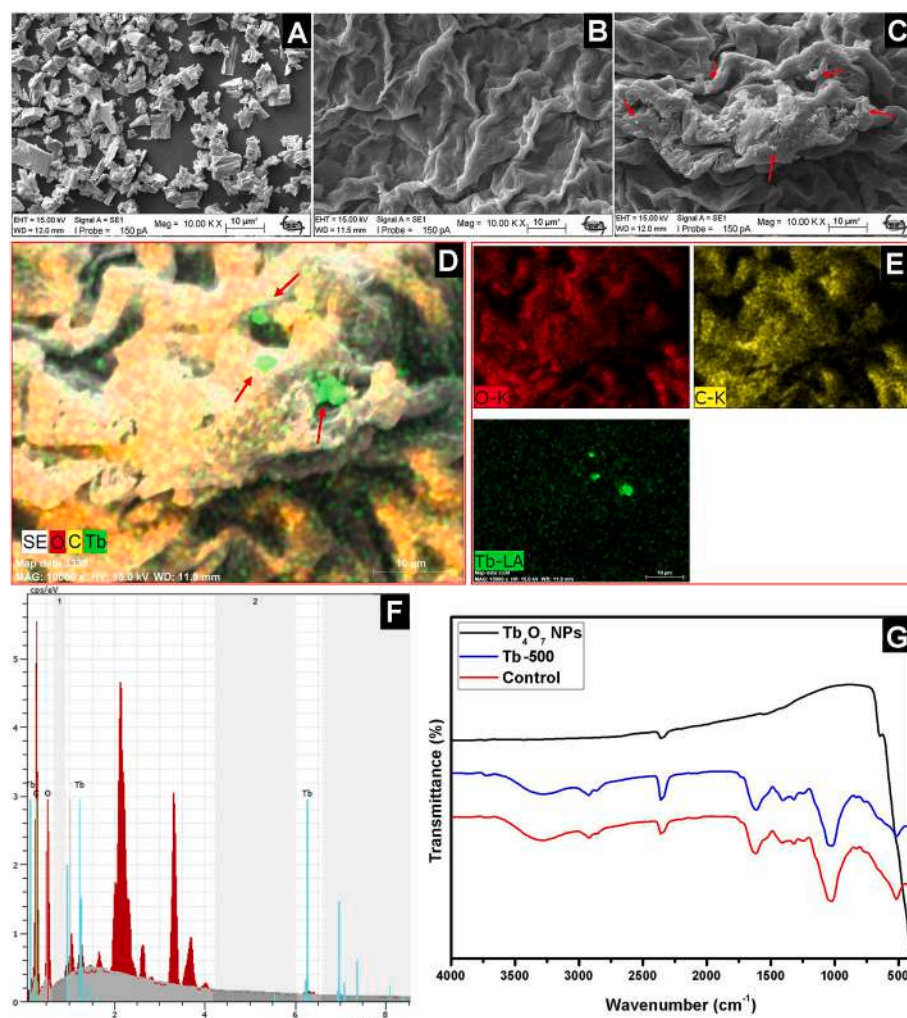 A
EHT = 15.00 kV Signal A = SE1 Mag = 10.00 K X 10 µm*
WD = 12.0 mm I Probe = 150 pA
B
EHT = 15.00 kV Signal A = SE1 Mag = 10.00 K X 10 µm*
WD = 11.5 mm I Probe = 150 pA
C
EHT = 15.00 kV Signal A = SE1 Mag = 10.00 K X 10 µm*
WD = 12.0 mm I Probe = 150 pA
D
SE O C Tb
Map data 3338
MAG: 10000 x HV: 15.0 kV WD: 11.9 mm
10 µm
E
O-K
C-K
Tb-LA
10 µm
F
cps/eV
1 2
5
4
3
2
1
0
Tb C O Tb Tb
2 4 6 8
G
Tb₄O₇ NPs
Tb-500
Control
Transmittance (%)
4000 3500 3000 2500 2000 1500 1000 500
Wavenumber (cm⁻¹)